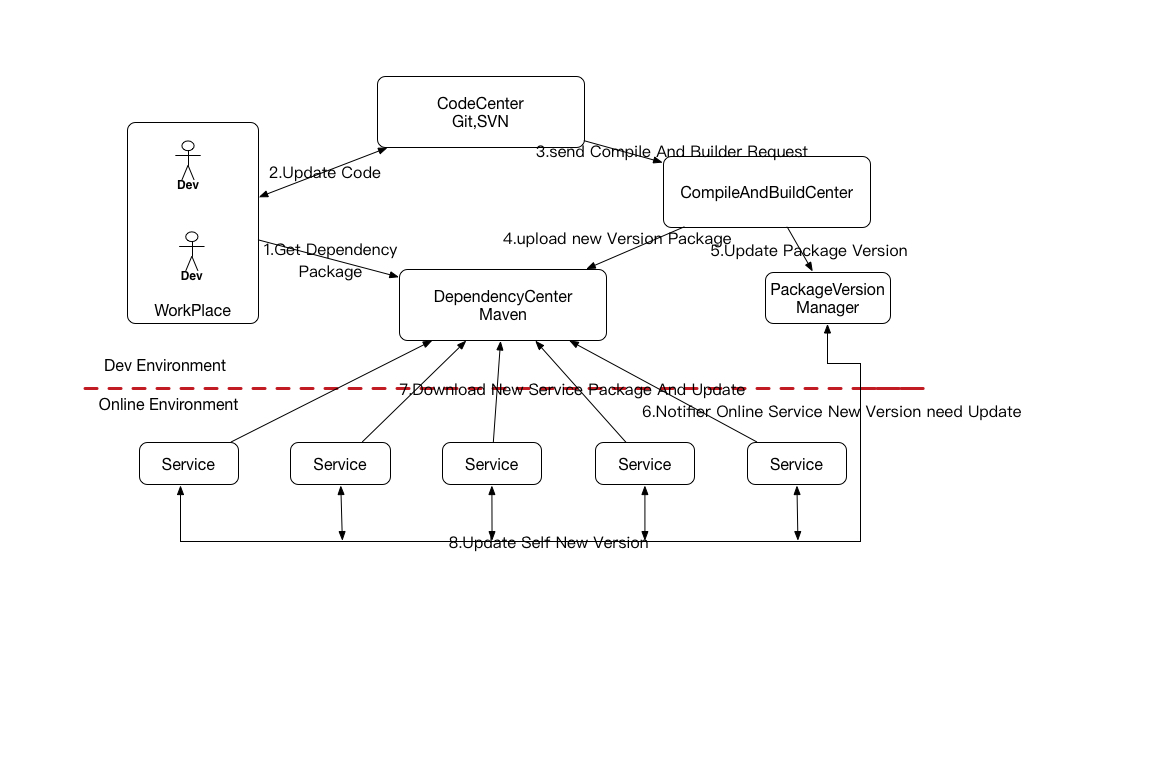 CodeCenter
Git,SVN
3.send Compile And Builder Request
Dev
2.Update Code
CompileAndBuildCenter
4.upload new Version Package
5.Update Package Version
1.Get Dependency
Package
Dev
DependencyCenter
Maven
PackageVersion
Manager
WorkPlace
Dev Environment
7.Download New Service Package And Update
Online Environment
6.Notifier Online Service New Version need Update
Service
Service
Service
Service
Service
8.Update Self New Version